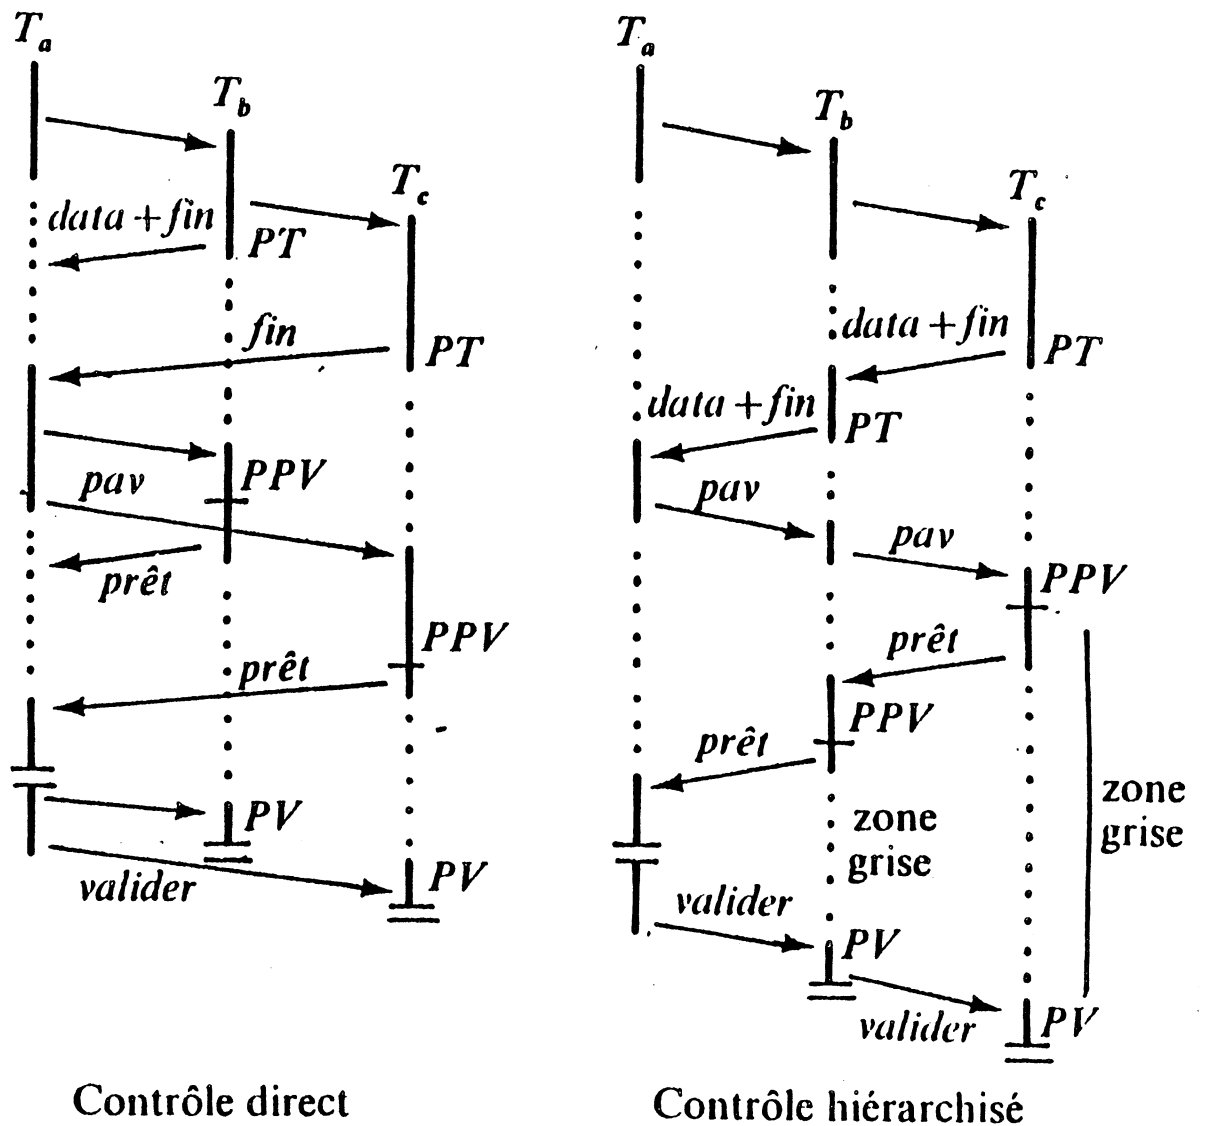 Ta
Tb
Tc
data + fin
PT
fin
PT
PPV
pav
prêt
PPV
prêt
PV
PV
valider
Contrôle direct
Ta
Tb
Tc
data + fin
PT
data + fin
PT
pav
pav
PPV
prêt
PPV
prêt
zone
grise
zone
grise
valider
PV
valider
PV
Contrôle hiérarchisé